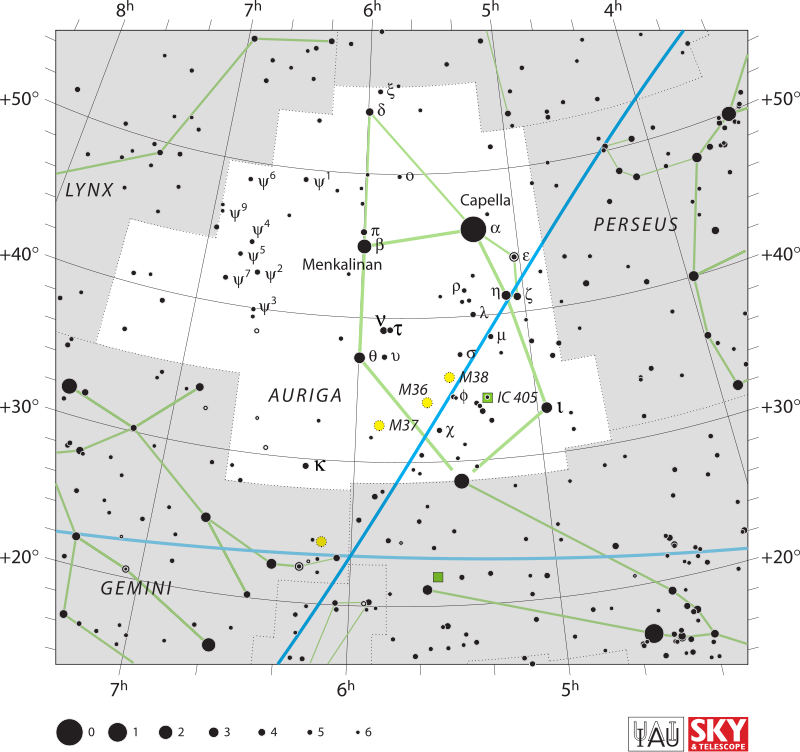 8h 7h 6h 5h 4h
+50° +50°
ξ
δ
LYNX
ψ6 ψ1 ο
Capella
ψ9
α
PERSEUS
ψ4
π
β
+40° +40°
ψ5
ε
Menkalinan
ψ7 ψ2
ρ η ζ
ψ3
λ
ν τ
μ
θ υ σ
M38
M36
AURIGA
φ IC 405
+30° +30°
ι
M37
χ
κ
+20° +20°
GEMINI
7h 6h 5h
0 1 2 3 4 5 6
IAU
SKY
& TELESCOPE